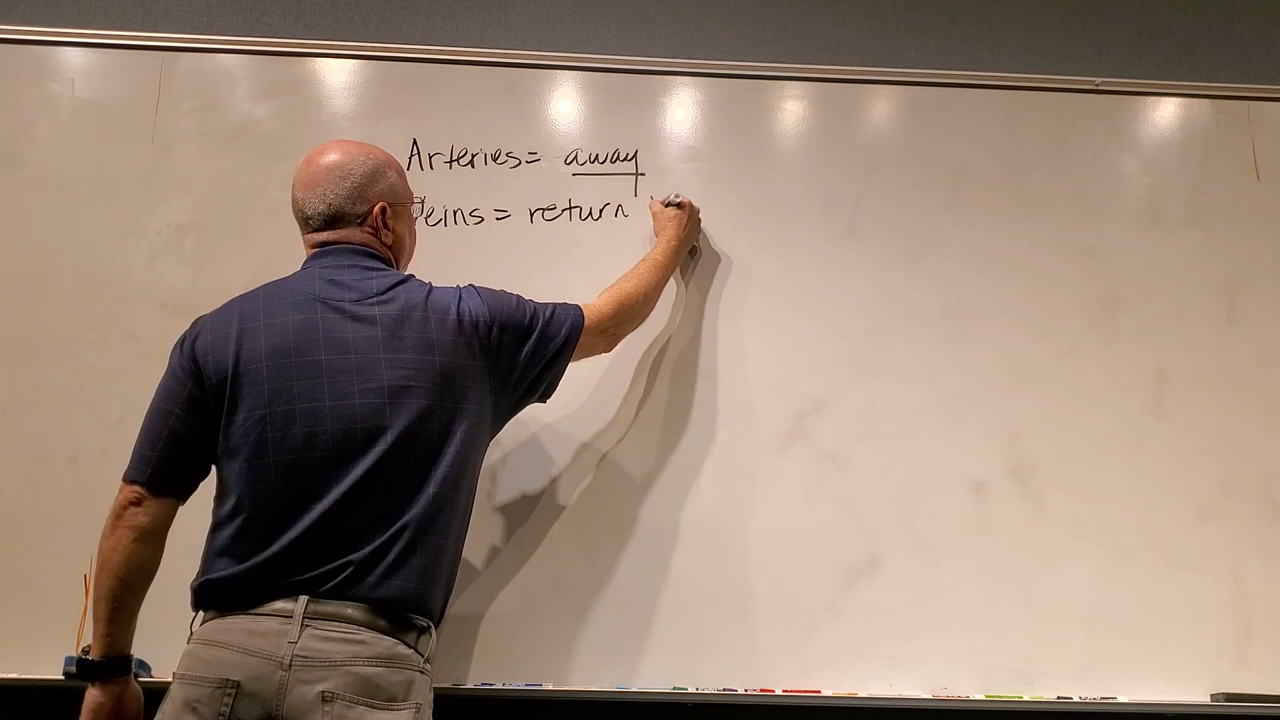 Arteries = away
Veins = return